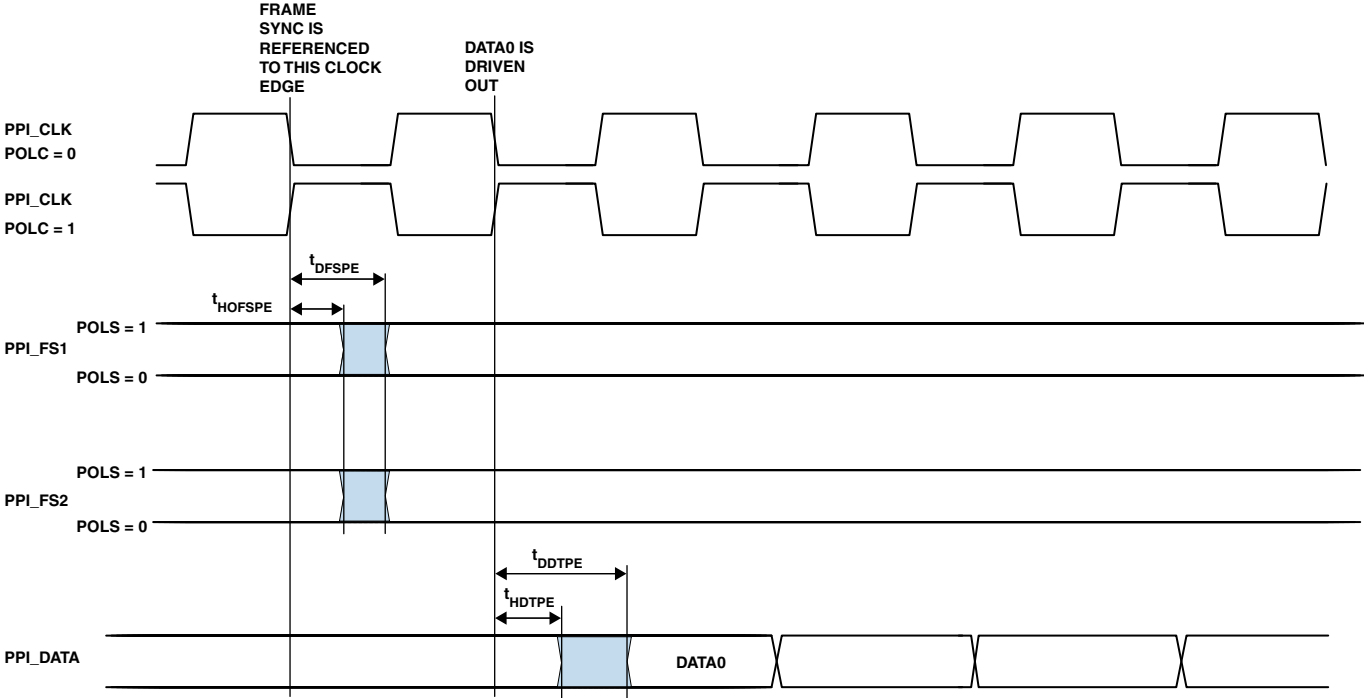 FRAME
SYNC IS
REFERENCED
TO THIS CLOCK
EDGE
DATA0 IS
DRIVEN
OUT
PPI_CLK
POLC = 0
PPI_CLK
POLC = 1
tDFSPE
tHOFSPE
POLS = 1
PPI_FS1
POLS = 0
POLS = 1
PPI_FS2
POLS = 0
tDDTPE
tHDTPE
PPI_DATA
DATA0